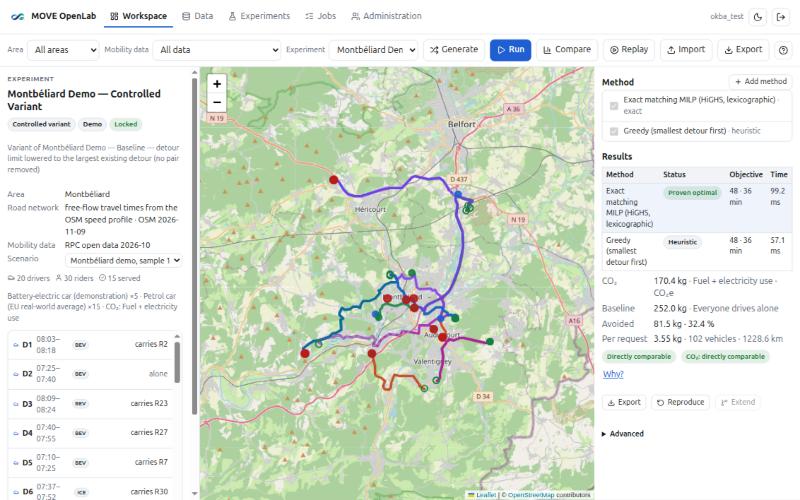 MOVE OpenLab
Workspace
Data
Experiments
Jobs
Administration
okba_test
Area
All areas
Mobility data
All data
Experiment
Montbéliard Den
Generate
Run
Compare
Replay
Import
Export
EXPERIMENT
Montbéliard Demo — Controlled
Variant
Controlled variant
Demo
Locked
Variant of Montbéliard Demo — Baseline — detour
limit lowered to the largest existing detour (no pair
removed)
Area Montbéliard
Road network free-flow travel times from the
OSM speed profile · OSM 2026-
11-09
Mobility data RPC open data 2026-10
Scenario Montbéliard demo, sample 1
20 drivers 30 riders 15 served
Battery-electric car (demonstration) ×5 · Petrol car
(EU real-world average) ×15 · CO₂: Fuel + electricity
use
D1 08:03–
08:18 BEV carries R2
D2 07:25–
07:40 BEV alone
D3 08:09–
08:24 BEV carries R23
D4 07:40–
07:55 BEV carries R27
D5 07:10–
07:25 BEV carries R7
D6 07:37–
07:52 ICE carries R30
+
−
N 19
Belfort
A 36
D 437
Héricourt
N 19
A16
Valentigney
D 34
Leaflet | © OpenStreetMap contributors
Method
+ Add method
Exact matching MILP (HiGHS, lexicographic) ·
exact
Greedy (smallest detour first) · heuristic
Results
Method Status Objective Time
Exact
matching
MILP (HiGHS,
lexicographic)
Proven optimal
48 · 36
min
99.2
ms
Greedy
(smallest
detour first)
Heuristic
48 · 36
min
57.1
ms
CO₂ 170.4 kg · Fuel + electricity use ·
CO₂e
Baseline 252.0 kg · Everyone drives alone
Avoided 81.5 kg · 32.4 %
Per request 3.55 kg · 102 vehicles · 1228.6 km
Directly comparable
CO₂ directly comparable
Why?
Export
Reproduce
Extend
Advanced